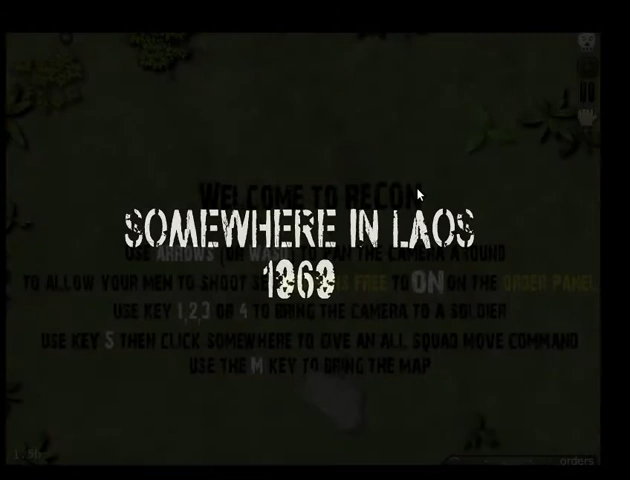 WELCOME TO RECON
SOMEWHERE IN LAOS
USE ARROWS (OR WASD) TO PAN THE CAMERA AROUND
1969
TO ALLOW YOUR MEN TO SHOOT FREE TO ON ON THE ORDER PANEL
USE KEY 1,2,3 OR 4 TO BRING THE CAMERA TO A SOLDIER
USE KEY S THEN CLICK SOMEWHERE TO GIVE AN ALL SQUAD MOVE COMMAND
USE THE M KEY TO BRING THE MAP
orders